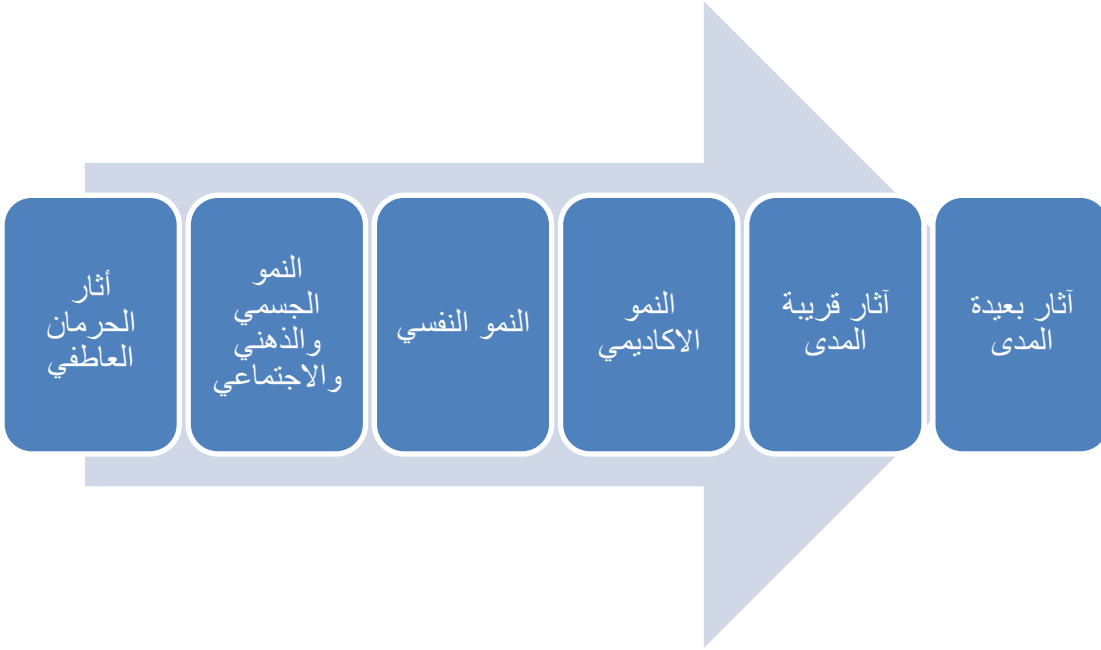 أثار
الحرمان
العاطفي
النمو
الجسمي
والذهني
والاجتماعي
النمو النفسي
النمو
الاكاديمي
آثار قريبة
المدى
آثار بعيدة
المدى